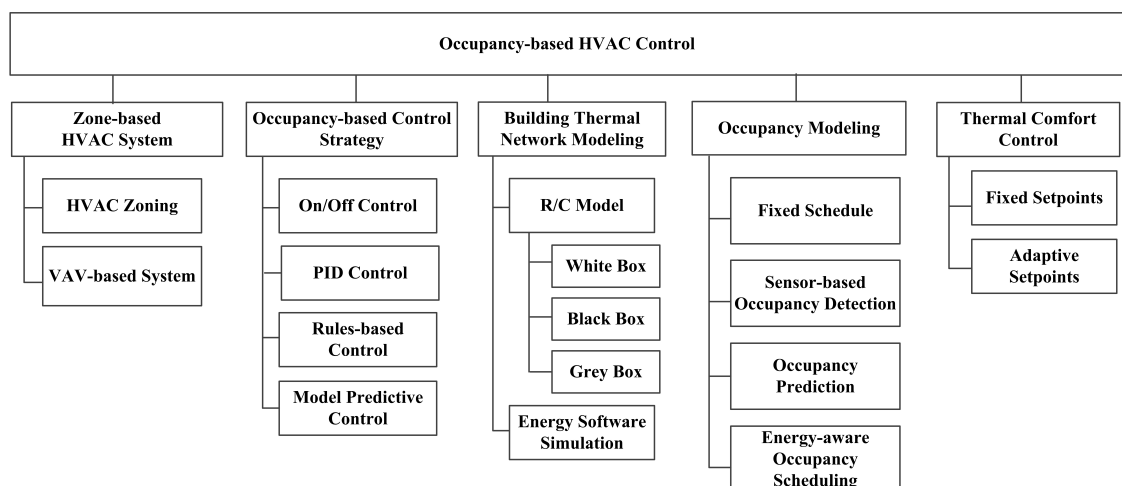 Occupancy-based HVAC Control
Zone-based
HVAC System
HVAC Zoning
VAV-based System
Occupancy-based Control
Strategy
On/Off Control
PID Control
Rules-based
Control
Model Predictive
Control
Building Thermal
Network Modeling
R/C Model
White Box
Black Box
Grey Box
Energy Software
Simulation
Occupancy Modeling
Fixed Schedule
Sensor-based
Occupancy Detection
Occupancy
Prediction
Energy-aware
Occupancy
Scheduling
Thermal Comfort
Control
Fixed Setpoints
Adaptive
Setpoints